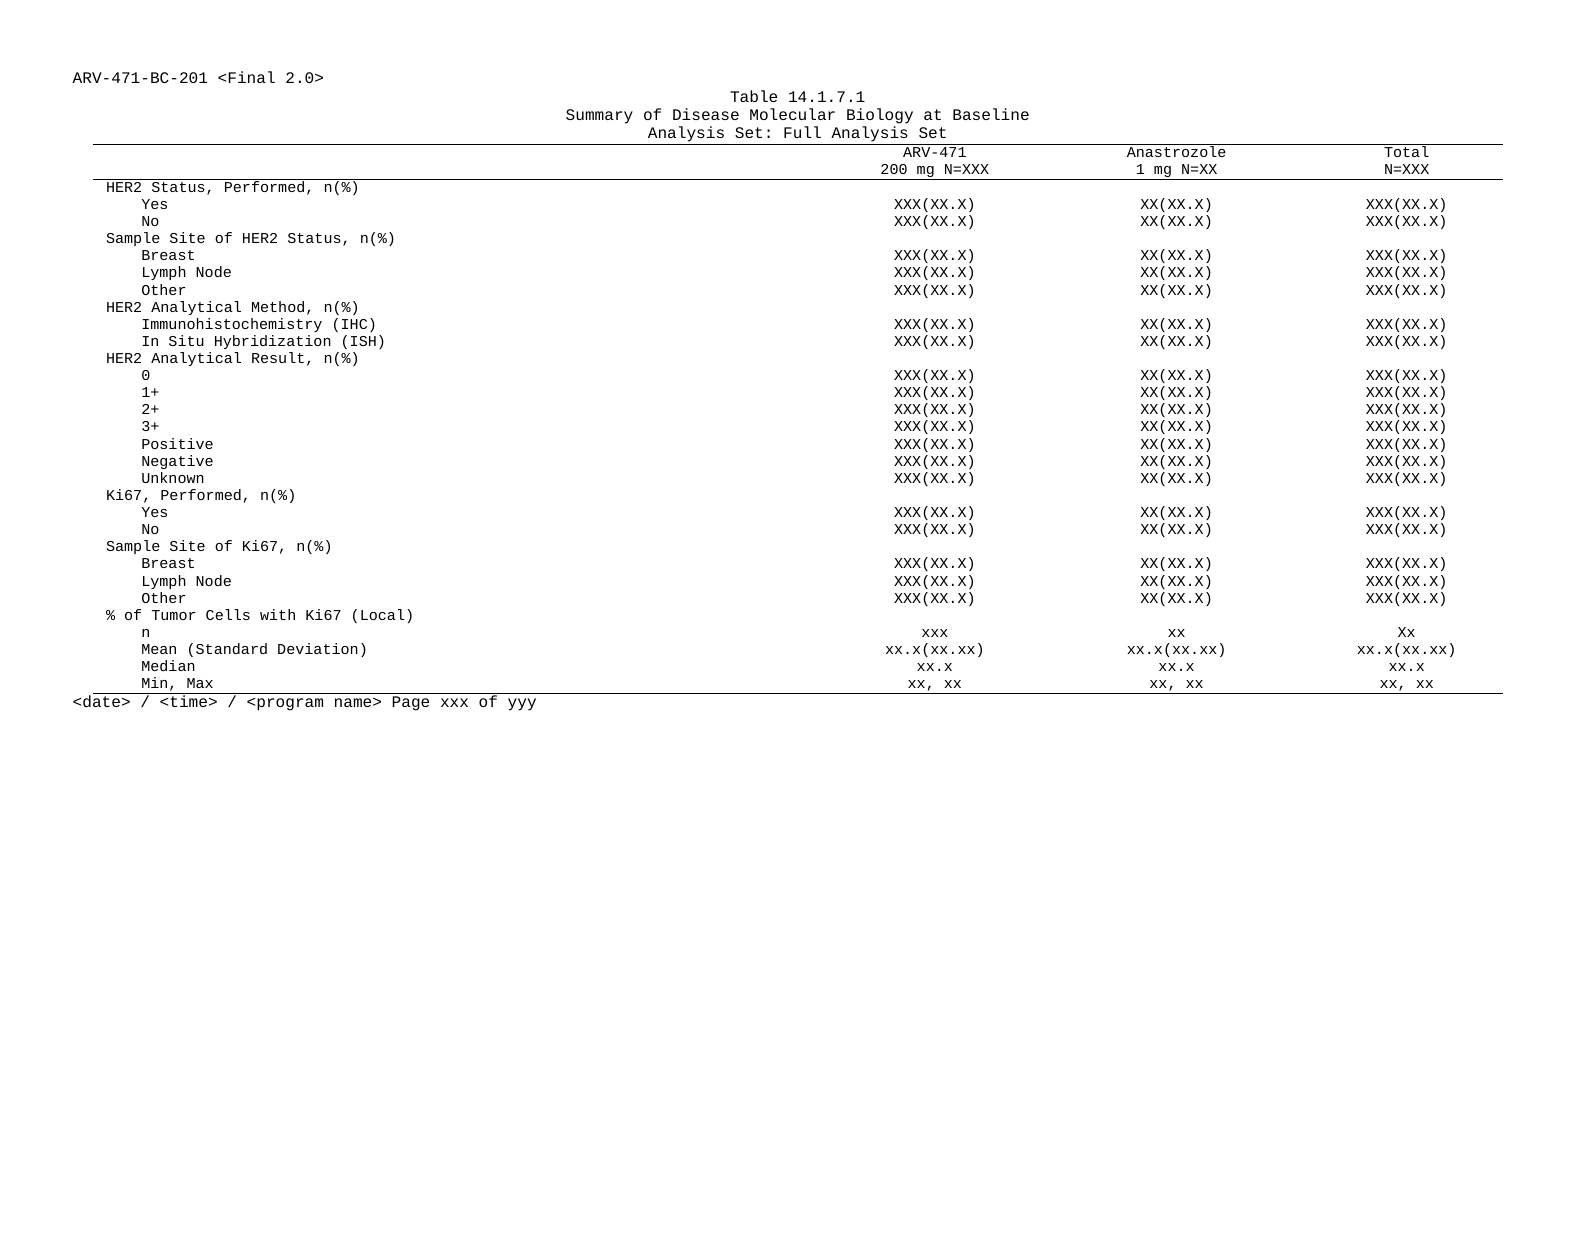 ARV-471-BC-201 <Final 2.0>
Table 14.1.7.1
Summary of Disease Molecular Biology at Baseline
Analysis Set: Full Analysis Set
ARV-471 Anastrozole Total
200 mg N=XXX 1 mg N=XX N=XXX
HER2 Status, Performed, n(%)
Yes XXX(XX.X) XX(XX.X) XXX(XX.X)
No XXX(XX.X) XX(XX.X) XXX(XX.X)
Sample Site of HER2 Status, n(%)
Breast XXX(XX.X) XX(XX.X) XXX(XX.X)
Lymph Node XXX(XX.X) XX(XX.X) XXX(XX.X)
Other XXX(XX.X) XX(XX.X) XXX(XX.X)
HER2 Analytical Method, n(%)
Immunohistochemistry (IHC) XXX(XX.X) XX(XX.X) XXX(XX.X)
In Situ Hybridization (ISH) XXX(XX.X) XX(XX.X) XXX(XX.X)
HER2 Analytical Result, n(%)
0 XXX(XX.X) XX(XX.X) XXX(XX.X)
1+ XXX(XX.X) XX(XX.X) XXX(XX.X)
2+ XXX(XX.X) XX(XX.X) XXX(XX.X)
3+ XXX(XX.X) XX(XX.X) XXX(XX.X)
Positive XXX(XX.X) XX(XX.X) XXX(XX.X)
Negative XXX(XX.X) XX(XX.X) XXX(XX.X)
Unknown XXX(XX.X) XX(XX.X) XXX(XX.X)
Ki67, Performed, n(%)
Yes XXX(XX.X) XX(XX.X) XXX(XX.X)
No XXX(XX.X) XX(XX.X) XXX(XX.X)
Sample Site of Ki67, n(%)
Breast XXX(XX.X) XX(XX.X) XXX(XX.X)
Lymph Node XXX(XX.X) XX(XX.X) XXX(XX.X)
Other XXX(XX.X) XX(XX.X) XXX(XX.X)
% of Tumor Cells with Ki67 (Local)
n xxx xx Xx
Mean (Standard Deviation) xx.x(xx.xx) xx.x(xx.xx) xx.x(xx.xx)
Median xx.x xx.x xx.x
Min, Max xx, xx xx, xx xx, xx
<date> / <time> / <program name> Page xxx of yyy